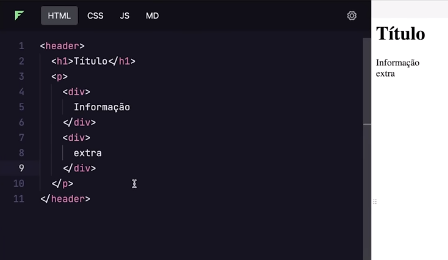 HTML CSS JS MD
1 <header>
2 <h1>Título</h1>
3 <p>
4 <div>
5 Informação
6 </div>
7 <div>
8 extra
9 </div>
10 </p>
11 </header>
Título
Informação
extra